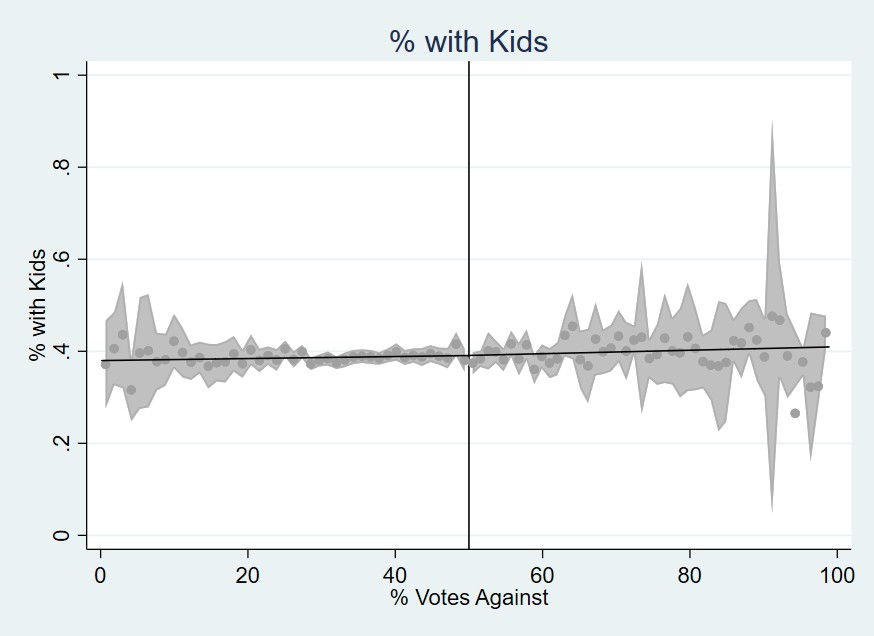 % with Kids
% with Kids
1
.8
.6
.4
.2
0
0 20 40 60 80 100
% Votes Against